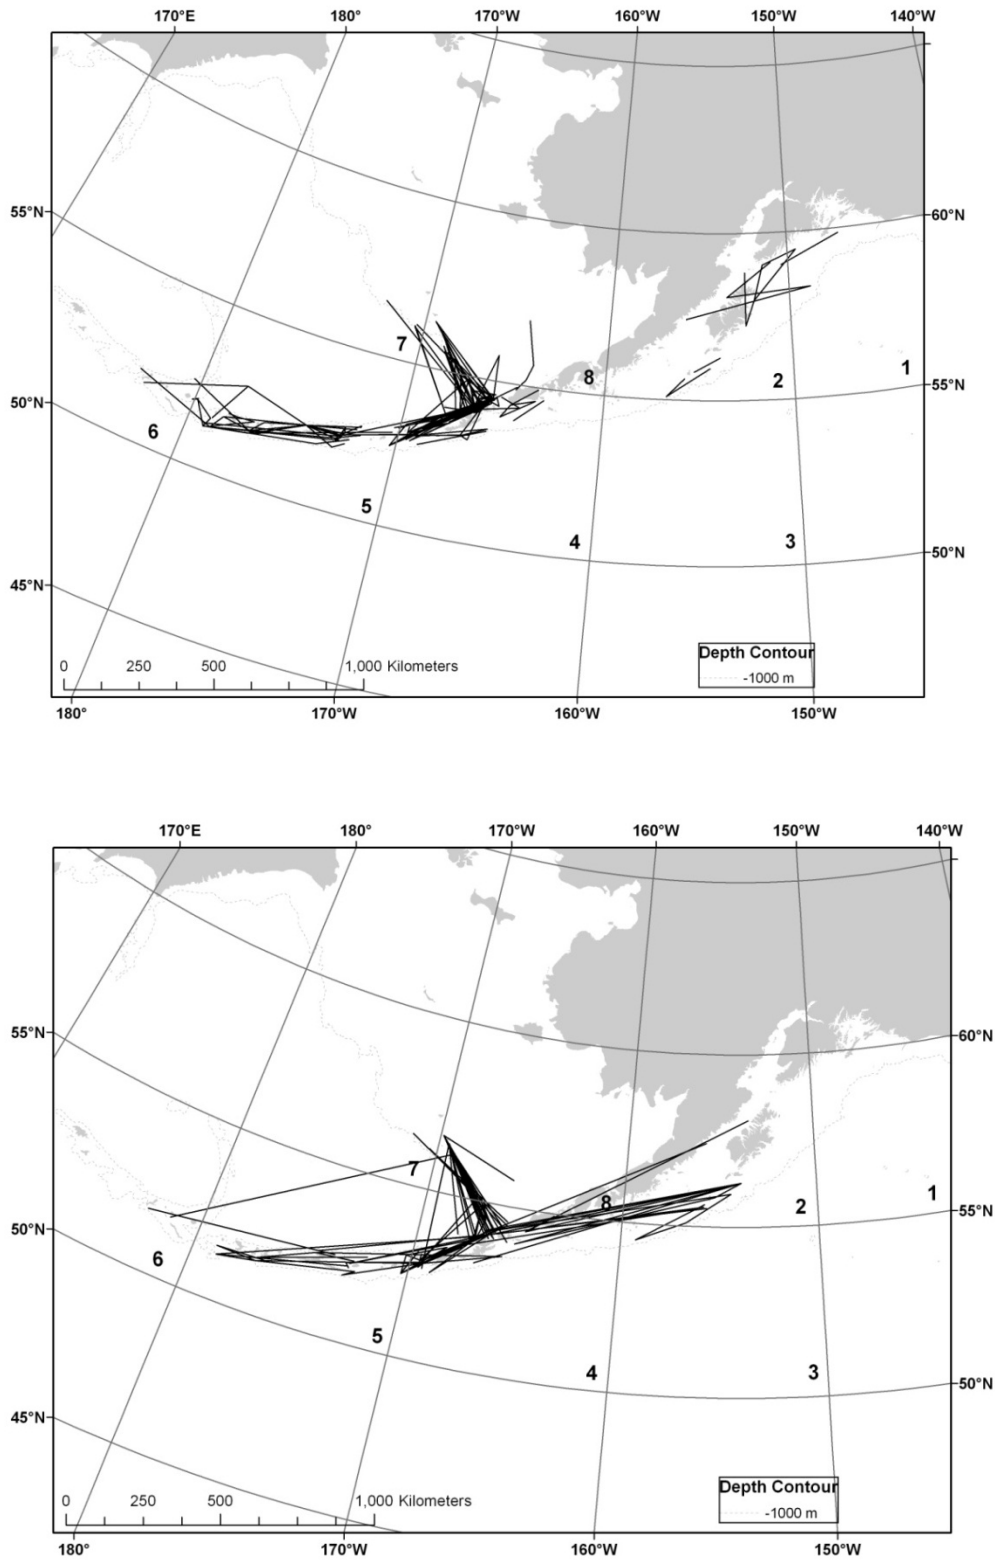 170°E 180° 170°W 160°W 150°W 140°W
55°N
60°N
7
8
1
2
55°N
50°N
6
5
4
3
50°N
45°N
0 250 500 1,000 Kilometers
Depth Contour
-1000 m
180° 170°W 160°W 150°W
170°E 180° 170°W 160°W 150°W 140°W
55°N
60°N
7
8
1
2
55°N
50°N
6
5
4
3
50°N
45°N
0 250 500 1,000 Kilometers
Depth Contour
-1000 m
180° 170°W 160°W 150°W